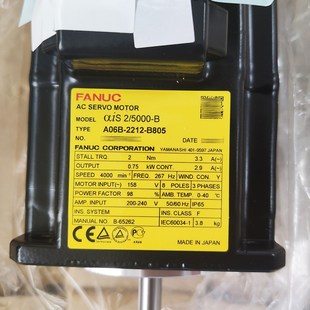 FANUC
AC SERVO MOTOR
MODEL αiS 2/5000-B
TYPE A06B-2212-B805
NO. DATE
FANUC CORPORATION YAMANASHI 401-0597 JAPAN
STALL TRQ. 2 Nm 3.3 A(~)
OUTPUT 0.75 kW CONT. 2.9 A(~)
SPEED 4000 min⁻¹ FREQ. 267 Hz WIND. CON. Y
MOTOR INPUT(~) 158 V 8 POLES 3 PHASES
POWER FACTOR 98 % AMB. TEMP. 0-40 °C
AMP. INPUT 200-240 V 50/60 Hz IP65
INS. SYSTEM INS. CLASS F
MANUAL NO. B-65262 IEC60034-1 3.8 kg
MADE IN JAPAN